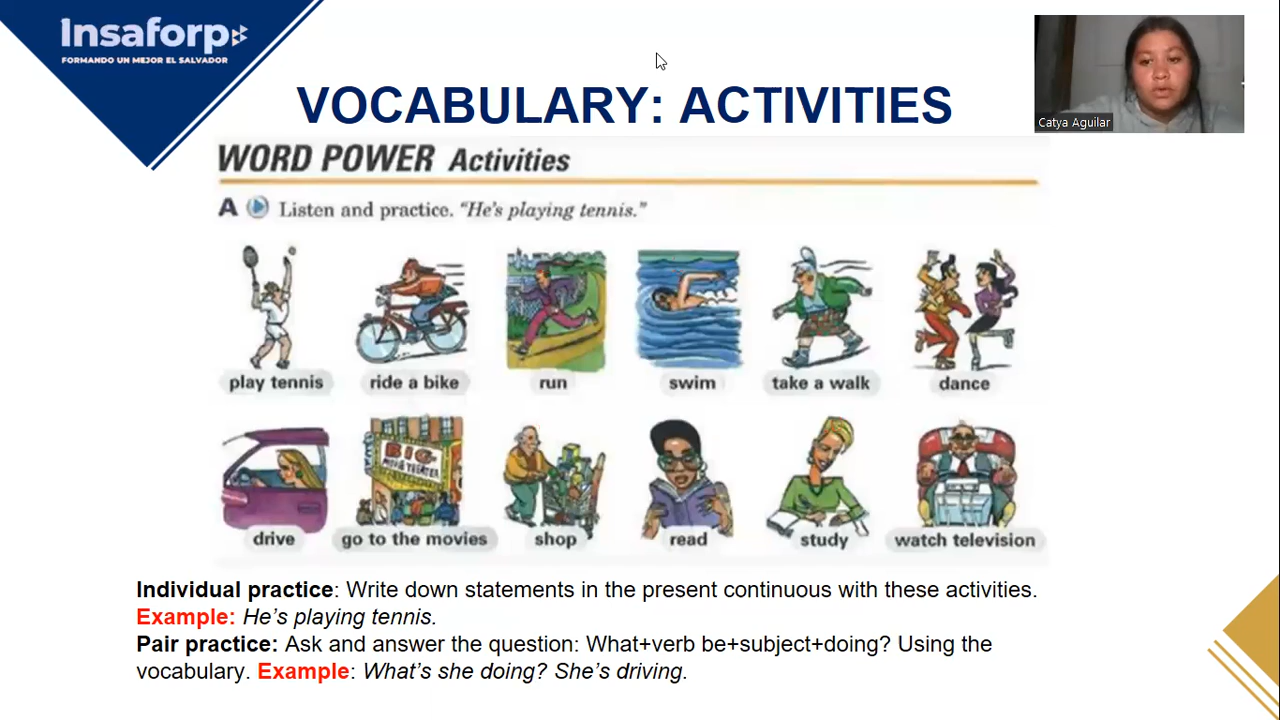 Insaforp
FORMANDO UN MEJOR EL SALVADOR
Catya Aguilar
VOCABULARY: ACTIVITIES
WORD POWER Activities
A Listen and practice. "He's playing tennis."
play tennis ride a bike run swim take a walk dance
BIG
MOVIE THEATER
drive go to the movies shop read study watch television
Individual practice: Write down statements in the present continuous with these activities.
Example: He's playing tennis.
Pair practice: Ask and answer the question: What+verb be+subject+doing? Using the
vocabulary. Example: What's she doing? She's driving.